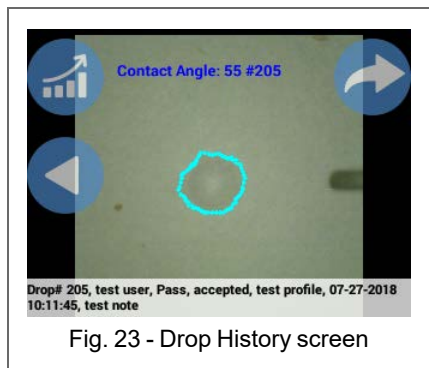 Contact Angle: 55 #205
Drop# 205, test user, Pass, accepted, test profile, 07-27-2018
10:11:45, test note
Fig. 23 - Drop History screen